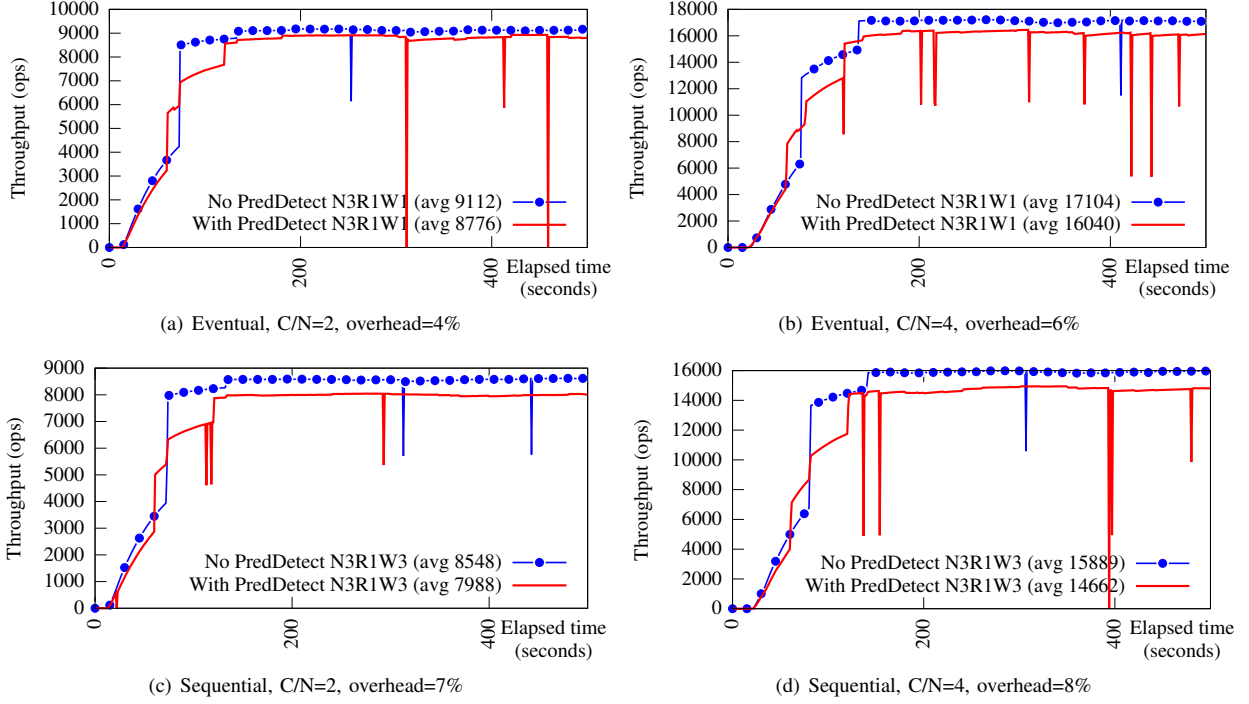 10000
9000
8000
7000
6000
5000
4000
3000
2000
1000
0
Throughput (ops)
No PredDetect N3R1W1 (avg 9112)
With PredDetect N3R1W1 (avg 8776)
0
200
400
Elapsed time
(seconds)
(a) Eventual, C/N=2, overhead=4%
18000
16000
14000
12000
10000
8000
6000
4000
2000
0
Throughput (ops)
No PredDetect N3R1W1 (avg 17104)
With PredDetect N3R1W1 (avg 16040)
0
200
400
Elapsed time
(seconds)
(b) Eventual, C/N=4, overhead=6%
9000
8000
7000
6000
5000
4000
3000
2000
1000
0
Throughput (ops)
No PredDetect N3R1W3 (avg 8548)
With PredDetect N3R1W3 (avg 7988)
0
200
400
Elapsed time
(seconds)
(c) Sequential, C/N=2, overhead=7%
16000
14000
12000
10000
8000
6000
4000
2000
0
Throughput (ops)
No PredDetect N3R1W3 (avg 15889)
With PredDetect N3R1W3 (avg 14662)
0
200
400
Elapsed time
(seconds)
(d) Sequential, C/N=4, overhead=8%